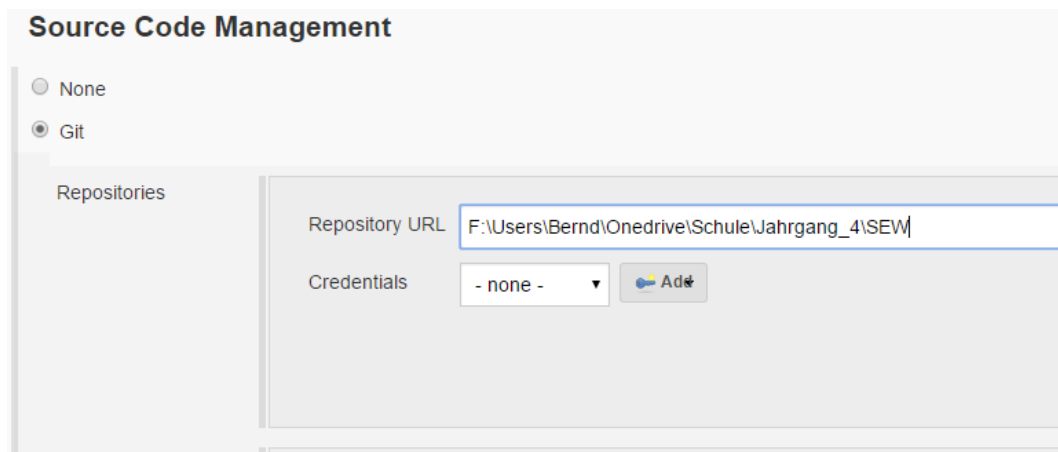 Source Code Management
None
Git
Repositories
Repository URL F:\Users\Bernd\Onedrive\Schule\Jahrgang_4\SEW
Credentials - none - Add